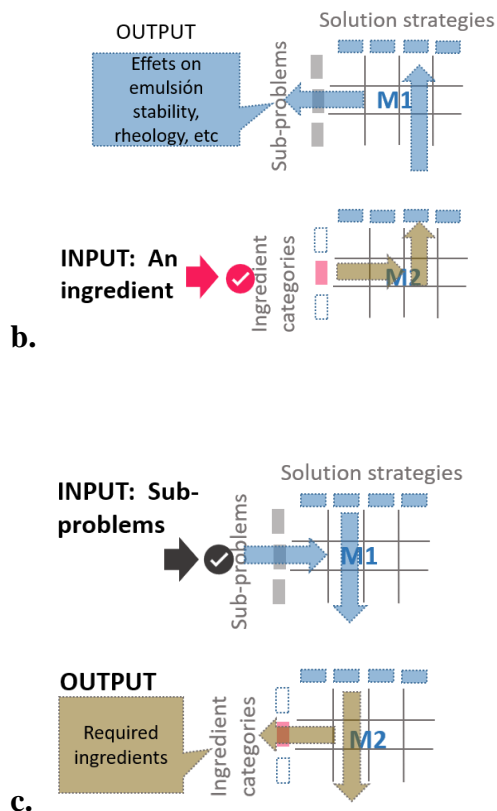 Solution strategies
OUTPUT
Effets on
emulsión
stability,
rheology, etc
Sub-problems
M1
INPUT: An
ingredient
Ingredient
categories
M2
b.
Solution strategies
INPUT: Sub-
problems
Sub-problems
M1
OUTPUT
Required
ingredients
Ingredient
categories
M2
c.